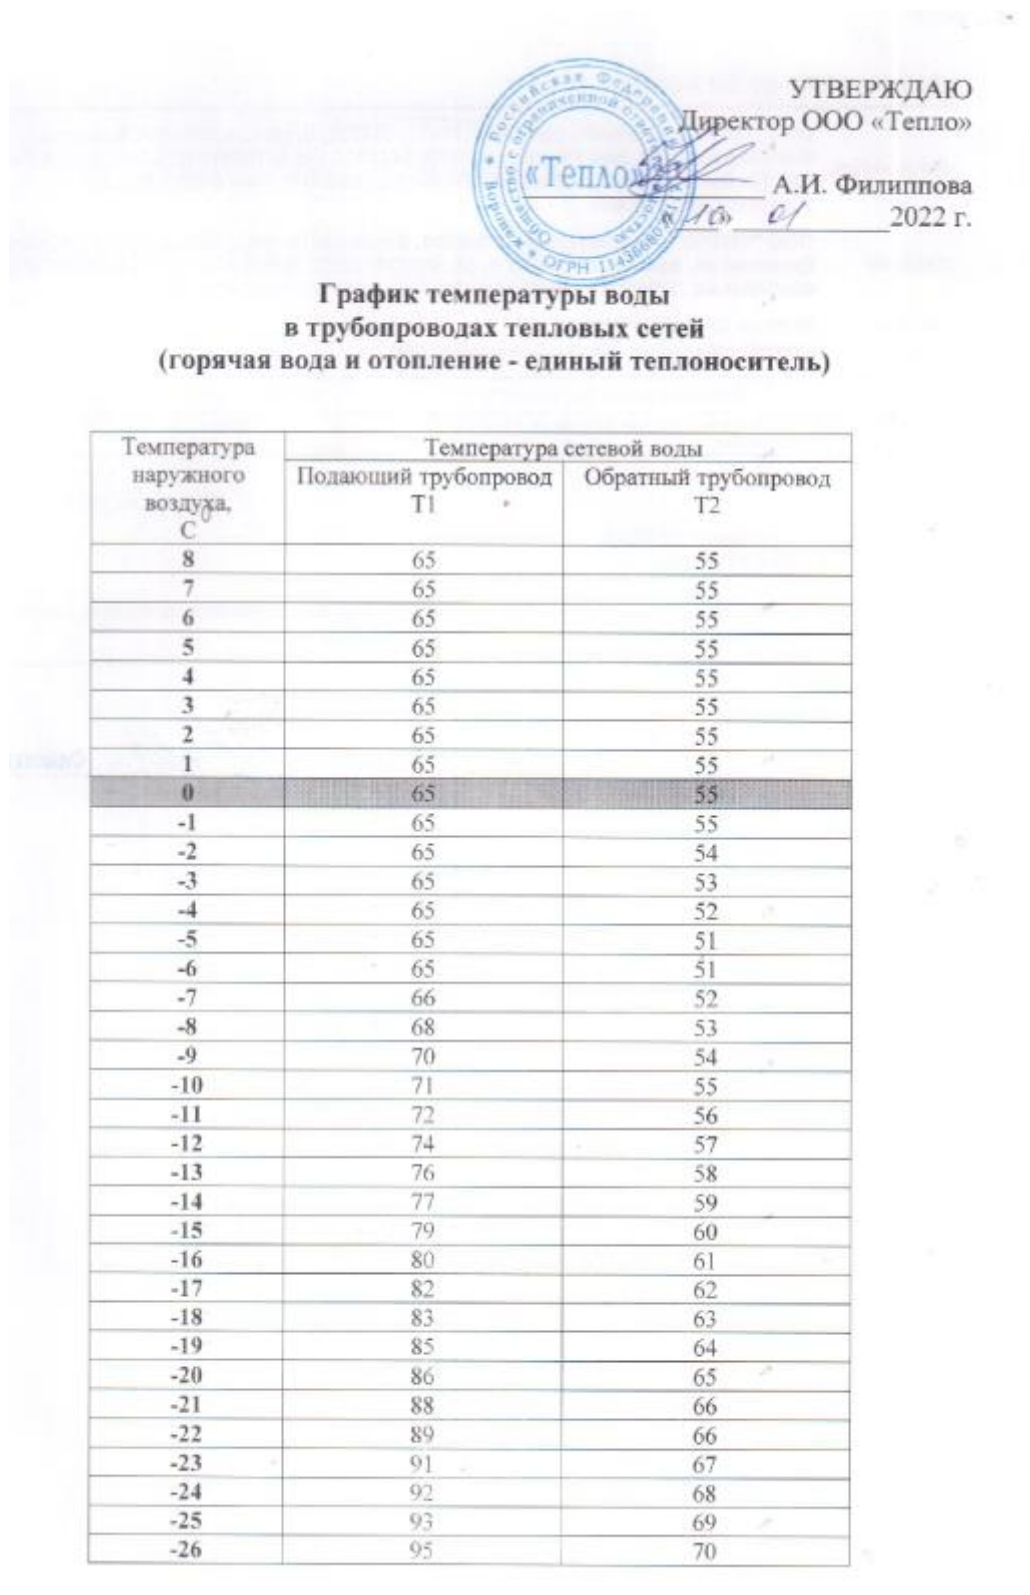 УТВЕРЖДАЮ
Директор ООО «Тепло»
А.И. Филиппова
«10» 01 2022 г.
Российская Федерация
«Тепло»
Воронеж * ОГРН
График температуры воды
в трубопроводах тепловых сетей
(горячая вода и отопление - единый теплоноситель)
Температура наружного воздуха, 0 С
Температура сетевой воды
Подающий трубопровод Т1
Обратный трубопровод Т2
8 65 55
7 65 55
6 65 55
5 65 55
4 65 55
3 65 55
2 65 55
1 65 55
0 65 55
-1 65 55
-2 65 54
-3 65 53
-4 65 52
-5 65 51
-6 65 51
-7 66 52
-8 68 53
-9 70 54
-10 71 55
-11 72 56
-12 74 57
-13 76 58
-14 77 59
-15 79 60
-16 80 61
-17 82 62
-18 83 63
-19 85 64
-20 86 65
-21 88 66
-22 89 66
-23 91 67
-24 92 68
-25 93 69
-26 95 70